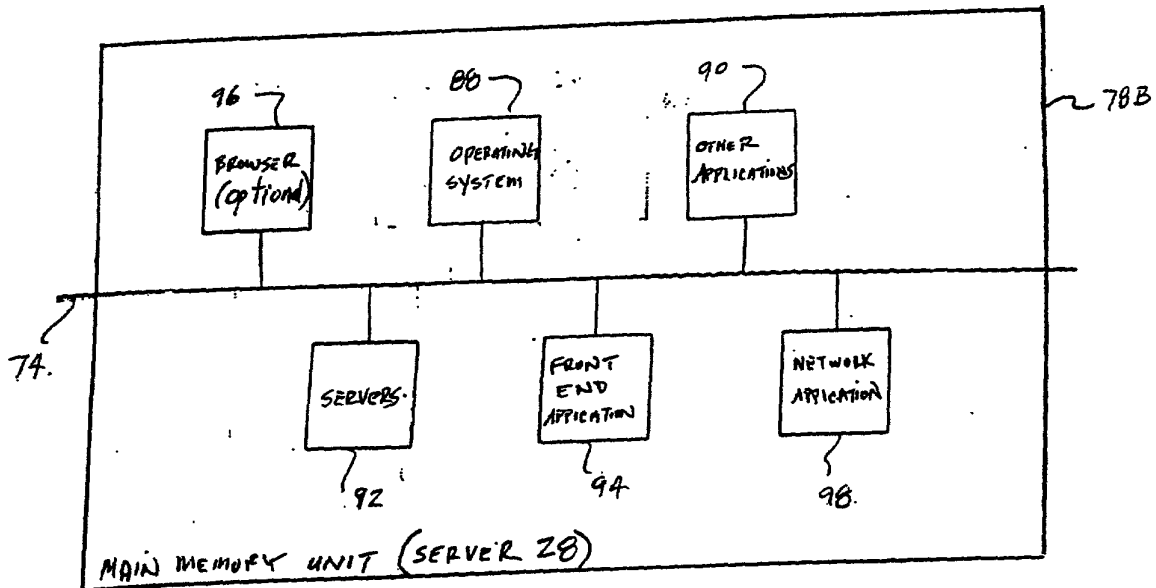 96
88
90
78B
BROWSER
(optional)
OPERATING
SYSTEM
OTHER
APPLICATIONS
74.
SERVERS.
FRONT
END
APPLICATION
NETWORK
APPLICATION
92
94
98.
MAIN MEMORY UNIT (SERVER 28)